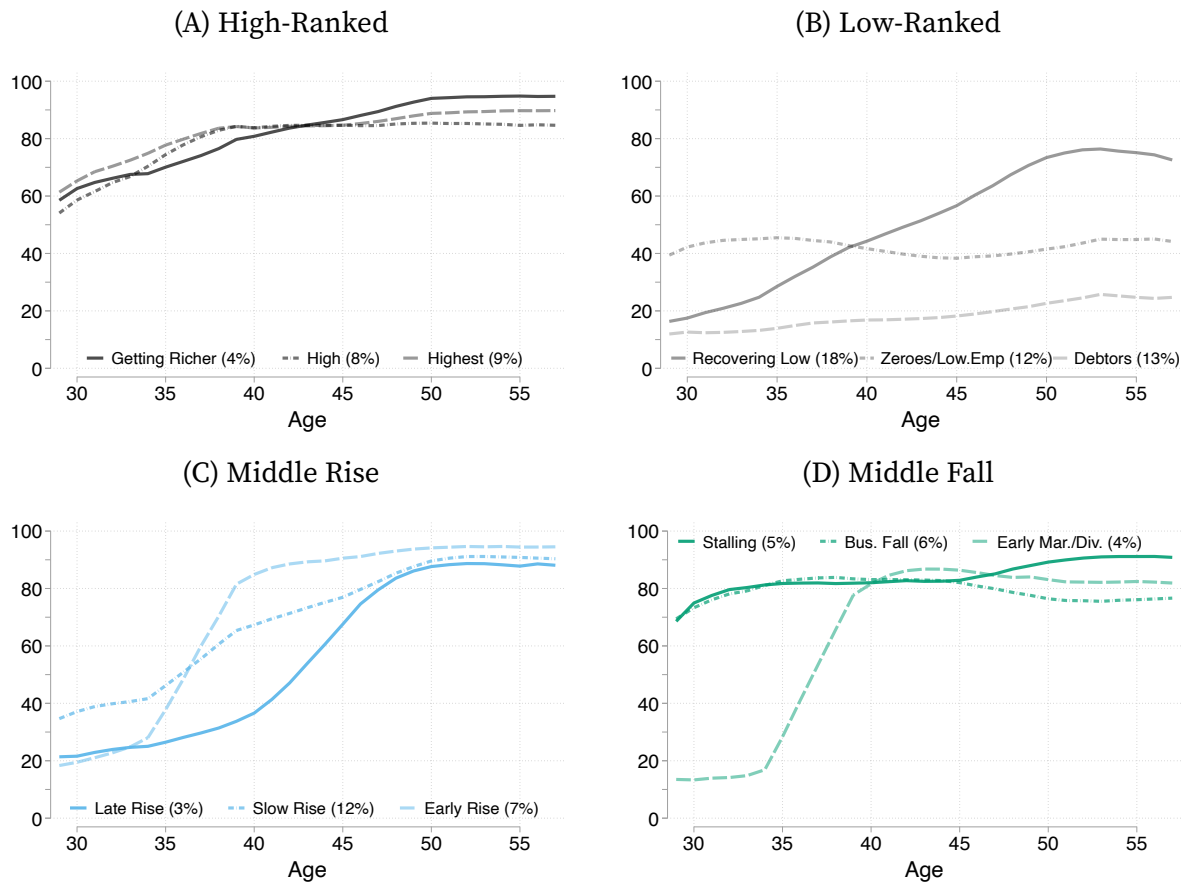 (A) High-Ranked
100
80
60
40
20
0
Getting Richer (4%) High (8%) Highest (9%)
30 35 40 45 50 55
Age
(B) Low-Ranked
100
80
60
40
20
0
Recovering Low (18%) Zeroes/Low.Emp (12%) Debtors (13%)
30 35 40 45 50 55
Age
(C) Middle Rise
100
80
60
40
20
0
Late Rise (3%) Slow Rise (12%) Early Rise (7%)
30 35 40 45 50 55
Age
(D) Middle Fall
100
Stalling (5%) Bus. Fall (6%) Early Mar./Div. (4%)
80
60
40
20
0
30 35 40 45 50 55
Age